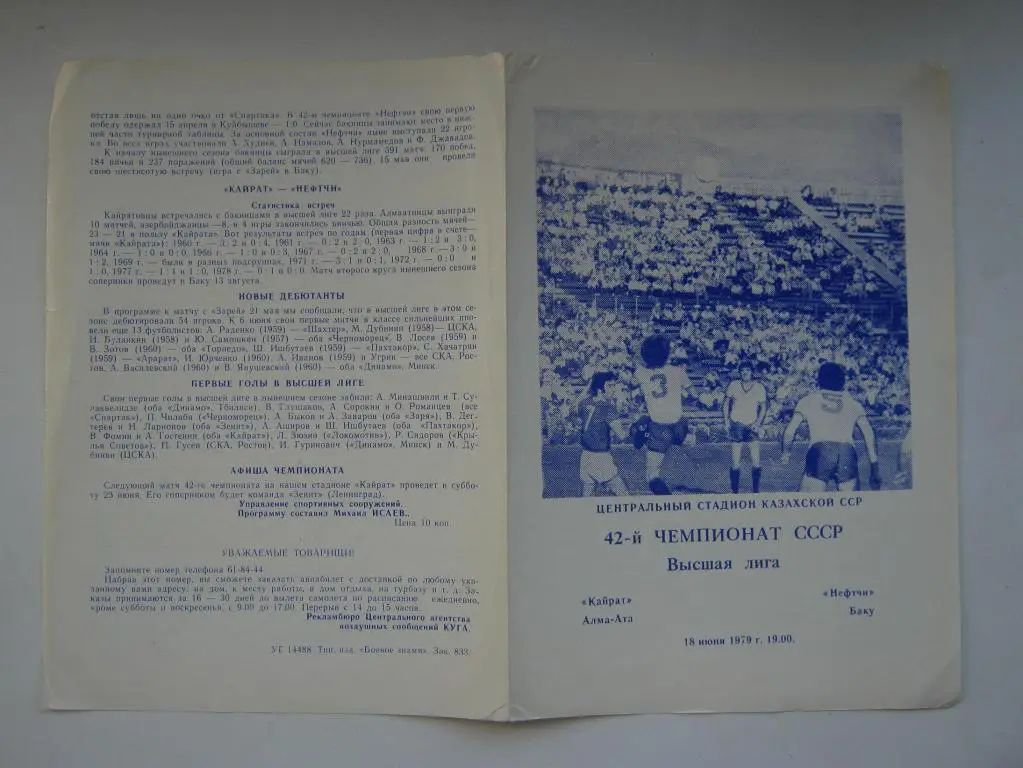 отстав лишь на одно очко от «Спартака». В 42-м чемпионате «Нефтчи» свою первую
победу одержал 15 апреля в Куйбышеве — 1:0. Сейчас бакинцы занимают место в ниж-
ней части турнирной таблицы. За основной состав «Нефтчи» ныне выступали 22 игро-
ка. Во всех играх участвовали А. Худиев, А. Намазов, А. Нурмамедов и Ф. Джавадов.
К началу нынешнего сезона бакинцы сыграли в высшей лиге 591 матч: 170 побед,
184 ничьи и 237 поражений (общий баланс мячей 620 — 736). 15 мая они провели
свою шестисотую встречу (игра с «Зарей» в Баку).
«КАЙРАТ» — «НЕФТЧИ»
Статистика встреч
Кайратовцы встречались с бакинцами в высшей лиге 22 раза. Алмаатинцы выиграли
10 матчей, азербайджанцы —8, и 4 игры закончились вничью. Общая разность мячей—
23 — 21 в пользу «Кайрата». Вот результаты встреч по годам (первая цифра в счете—
мячи «Кайрата»): 1960 г. — 3:2 и 0:4, 1961 г. — 0:2 и 2:0, 1963 г. — 1:2 и 3:0,
1964 г. — 1:0 и 0:0, 1966 г. — 1:0 и 0:3, 1967 г. — 0:2 и 2:0, 1968 г. —3:0 и
1:2, 1969 г. — были в разных подгруппах, 1971 г. — 3:1 и 0:1, 1972 г. — 0:0 и
1:0, 1977 г. — 1:1 и 1:0, 1978 — 0:1 и 0:0. Матч второго круга нынешнего сезона
соперники проведут в Баку 13 августа.
НОВЫЕ ДЕБЮТАНТЫ
В программе к матчу с «Зарей» 21 мая мы сообщали, что в высшей лиге в этом се-
зоне дебютировали 54 игрока. К 6 июня свои первые матчи в классе сильнейших про-
вели еще 13 футболистов: А. Раденко (1959) — «Шахтер», М. Дубинин (1958)— ЦСКА,
И. Буланкин (1958) и Ю. Самошкин (1957) — оба «Черноморец», В. Лосев (1959) и
В. Зотов (1960) — оба «Торпедо», Ш. Ишбутаев (1959) — «Пахтакор», С. Хачатрян
(1959) — «Арарат», И. Юрченко (1960), А. Иванов (1959) и Угрин — все СКА, Рос-
тов, А. Василевский (1960) и В. Янушевский (1960) — оба «Динамо», Минск.
ПЕРВЫЕ ГОЛЫ В ВЫСШЕЙ ЛИГЕ
Свои первые голы в высшей лиге в нынешнем сезоне забили: А. Минашвили и Т. Су-
лаквелидзе (оба «Динамо», Тбилиси), В. Глушаков, А. Сорокин и О. Романцев (все
«Спартак»), П. Чилиби («Черноморец»), А. Быков и А. Заваров (оба «Заря»), В. Дег-
терев и Н. Ларионов (оба «Зенит»), А. Аширов и Ш. Ишбутаев (оба «Пахтакор»),
В. Фомин и А. Гостенин (оба «Кайрат»), Л. Зюзио («Локомотив»), Р. Сидоров («Кры-
лья Советов»), П. Гусев (СКА, Ростов), И. Гуринович («Динамо», Минск) и М. Ду-
бинин (ЦСКА).
АФИША ЧЕМПИОНАТА
Следующий матч 42-го чемпионата на нашем стадионе «Кайрат» проведет в суббо-
ту 23 июня. Его соперником будет команда «Зенит» (Ленинград).
Управление спортивных сооружений.
Программу составил Михаил ИСАЕВ.
Цена 10 коп.
УВАЖАЕМЫЕ ТОВАРИЩИ!
Запомните номер телефона 61-84-44
Набрав этот номер, вы сможете заказать авиабилет с доставкой по любому ука-
занному вами адресу: на дом, к месту работы, в дом отдыха, на турбазу и т. д. За-
казы принимаются за 16 — 30 дней до вылета самолета по расписанию ежедневно,
кроме субботы и воскресенья, с 9.00 до 17.00. Перерыв с 14 до 15 часов.
Рекламбюро Центрального агентства
воздушных сообщений КУГА.
УГ 14488 Тип. изд. «Боевое знамя» Зак. 833.
3
5
ЦЕНТРАЛЬНЫЙ СТАДИОН КАЗАХСКОЙ ССР
42-й ЧЕМПИОНАТ СССР
Высшая лига
«Кайрат» «Нефтчи»
Алма-Ата Баку
18 июня 1979 г. 19.00.